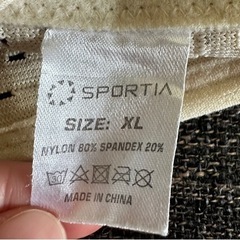 SPORTIA
SIZE: XL
NYLON 80% SPANDEX 20%
MADE IN CHINA